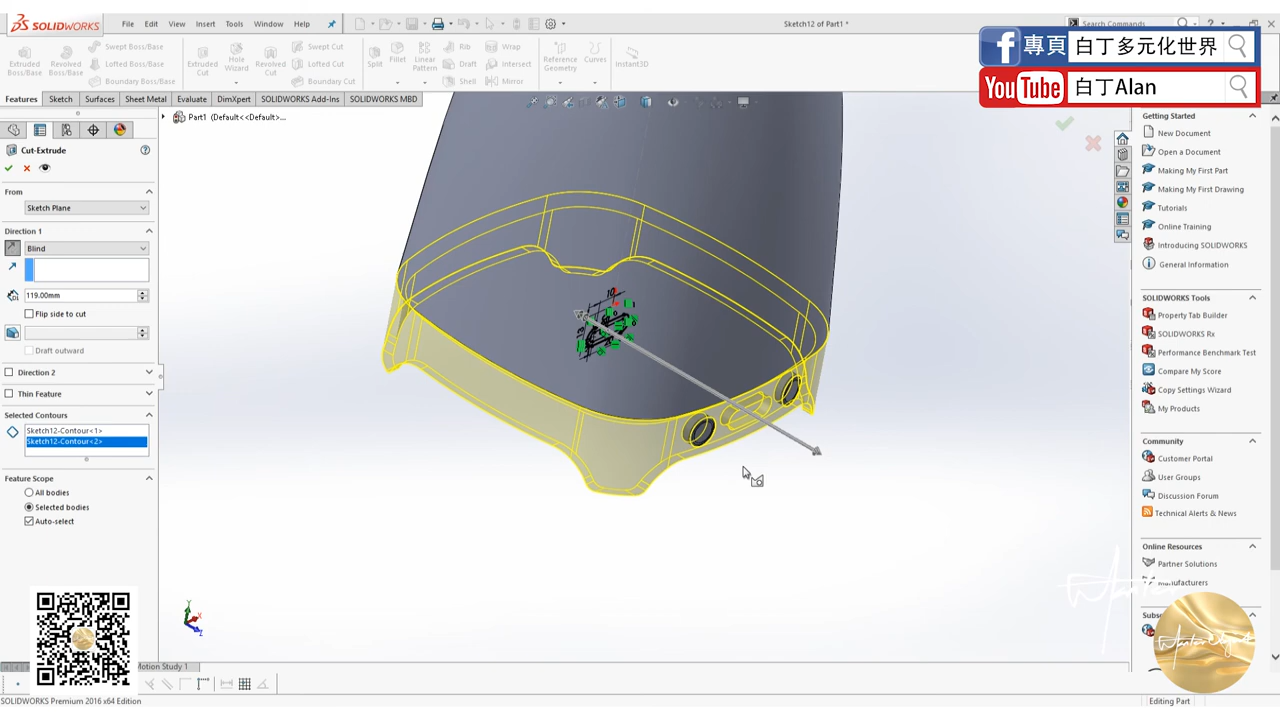 SOLIDWORKS
File Edit View Insert Tools Window Help
Sketch12 of Part1 *
Search Commands
専頁 白丁多元化世界
YouTube 白丁Alan
Extruded Boss/Base
Revolved Boss/Base
Swept Boss/Base
Lofted Boss/Base
Boundary Boss/Base
Extruded Cut
Hole Wizard
Revolved Cut
Swept Cut
Lofted Cut
Boundary Cut
Split
Fillet
Linear Pattern
Rib
Draft
Shell
Wrap
Intersect
Mirror
Reference Geometry
Curves
Instant3D
Features Sketch Surfaces Sheet Metal Evaluate DimXpert SOLIDWORKS Add-Ins SOLIDWORKS MBD
Part1 (Default<<Default>...
Cut-Extrude
From
Sketch Plane
Direction 1
Blind
119.00mm
Flip side to cut
Draft outward
Direction 2
Thin Feature
Selected Contours
Sketch12-Contour<1>
Sketch12-Contour<2>
Feature Scope
All bodies
Selected bodies
Auto-select
Getting Started
New Document
Open a Document
Making My First Part
Making My First Drawing
Tutorials
Online Training
Introducing SOLIDWORKS
General Information
SOLIDWORKS Tools
Property Tab Builder
SOLIDWORKS Rx
Performance Benchmark Test
Compare My Score
Copy Settings Wizard
My Products
Community
Customer Portal
User Groups
Discussion Forum
Technical Alerts & News
Online Resources
Partner Solutions
Manufacturers
Motion Study 1
SOLIDWORKS Premium 2016 x64 Edition
Editing Part